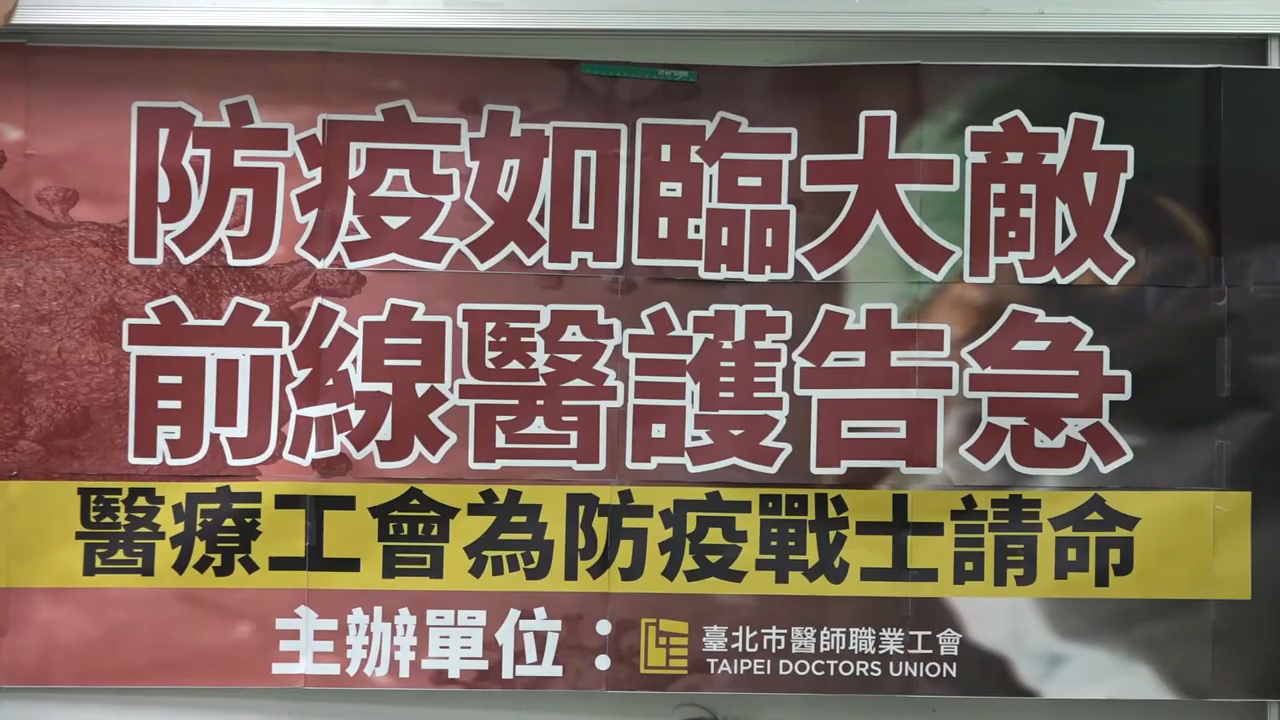 防疫如臨大敵
前線醫護告急
醫療工會為防疫戰士請命
主辦單位：
臺北市醫師職業工會
TAIPEI DOCTORS UNION